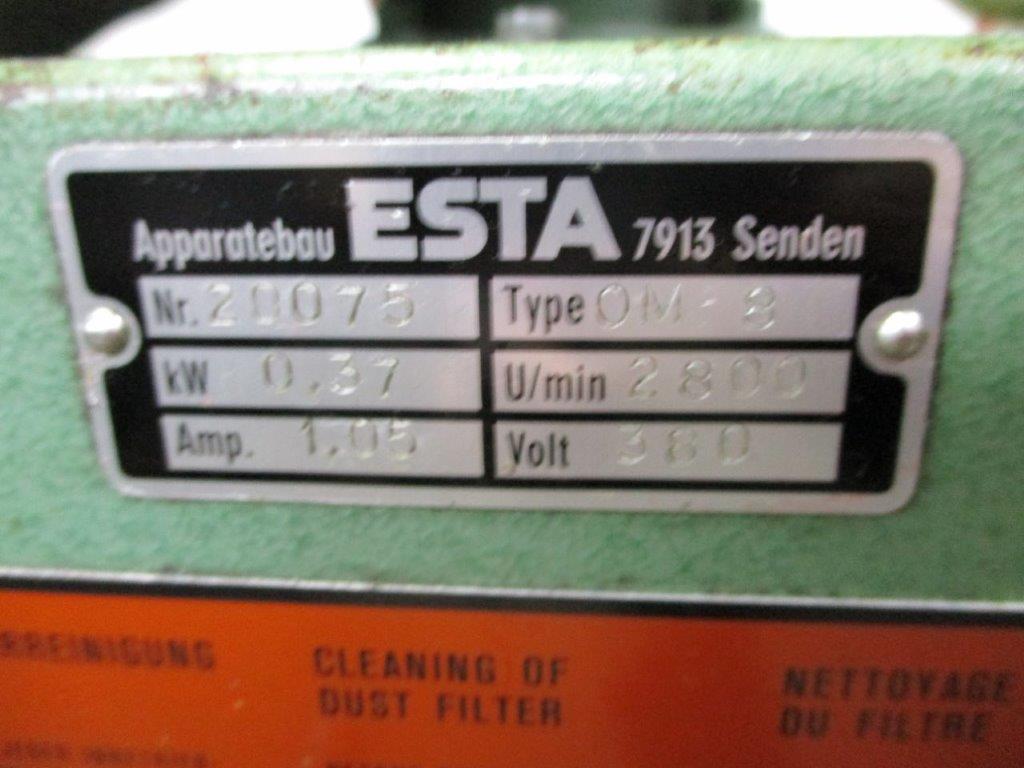 Apparatebau ESTA 7913 Senden
Nr. 20075 Type OM-8
kW 0.37 U/min 2800
Amp. 1.05 Volt 380
RREINIGUNG
CLEANING OF
DUST FILTER
NETTOYAGE
DU FILTRE